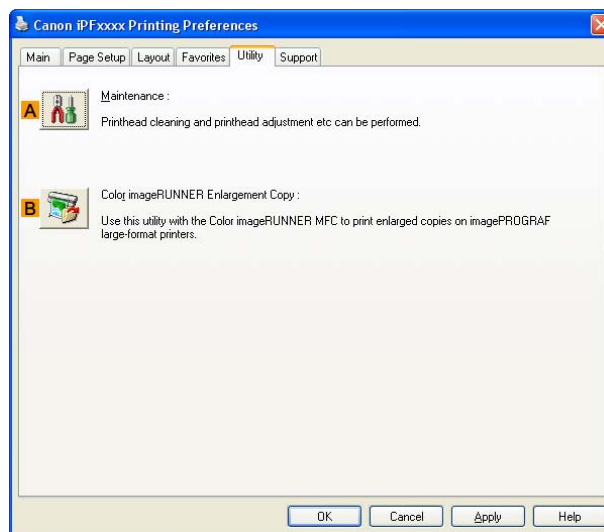 Canon iPFxxxx Printing Preferences
Main Page Setup Layout Favorites Utility Support
A
Maintenance :
Printhead cleaning and printhead adjustment etc can be performed.
B
Color imageRUNNER Enlargement Copy :
Use this utility with the Color imageRUNNER MFC to print enlarged copies on imagePROGRAF
large-format printers.
OK Cancel Apply Help